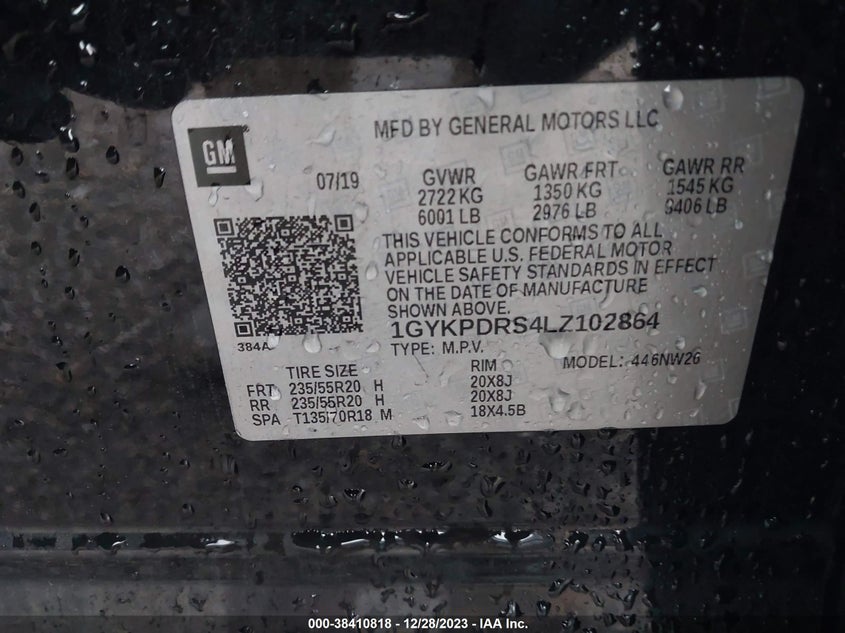 MFD BY GENERAL MOTORS LLC
GM
07/19 GVWR GAWR FRT GAWR RR
2722 KG 1350 KG 1545 KG
6001 LB 2976 LB 3406 LB
THIS VEHICLE CONFORMS TO ALL
APPLICABLE U.S. FEDERAL MOTOR
VEHICLE SAFETY STANDARDS IN EFFECT
ON THE DATE OF MANUFACTURE
SHOWN ABOVE.
1GYKPDRS4LZ102864
384A
TYPE: M.P.V. MODEL: 446NW26
TIRE SIZE RIM
FRT 235/55R20 H 20X8J
RR 235/55R20 H 20X8J
SPA T135/70R18 M 18X4.5B
000-38410818 - 12/28/2023 - IAA Inc.